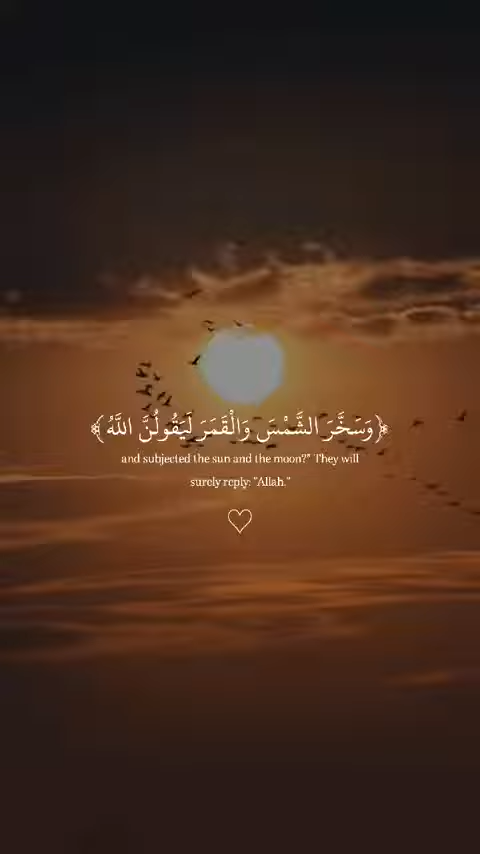 ﴿وَسَخَّرَ الشَّمْسَ وَالْقَمَرَ لَيَقُولُنَّ اللَّهُ﴾
and subjected the sun and the moon?" They will
surely reply: "Allah."